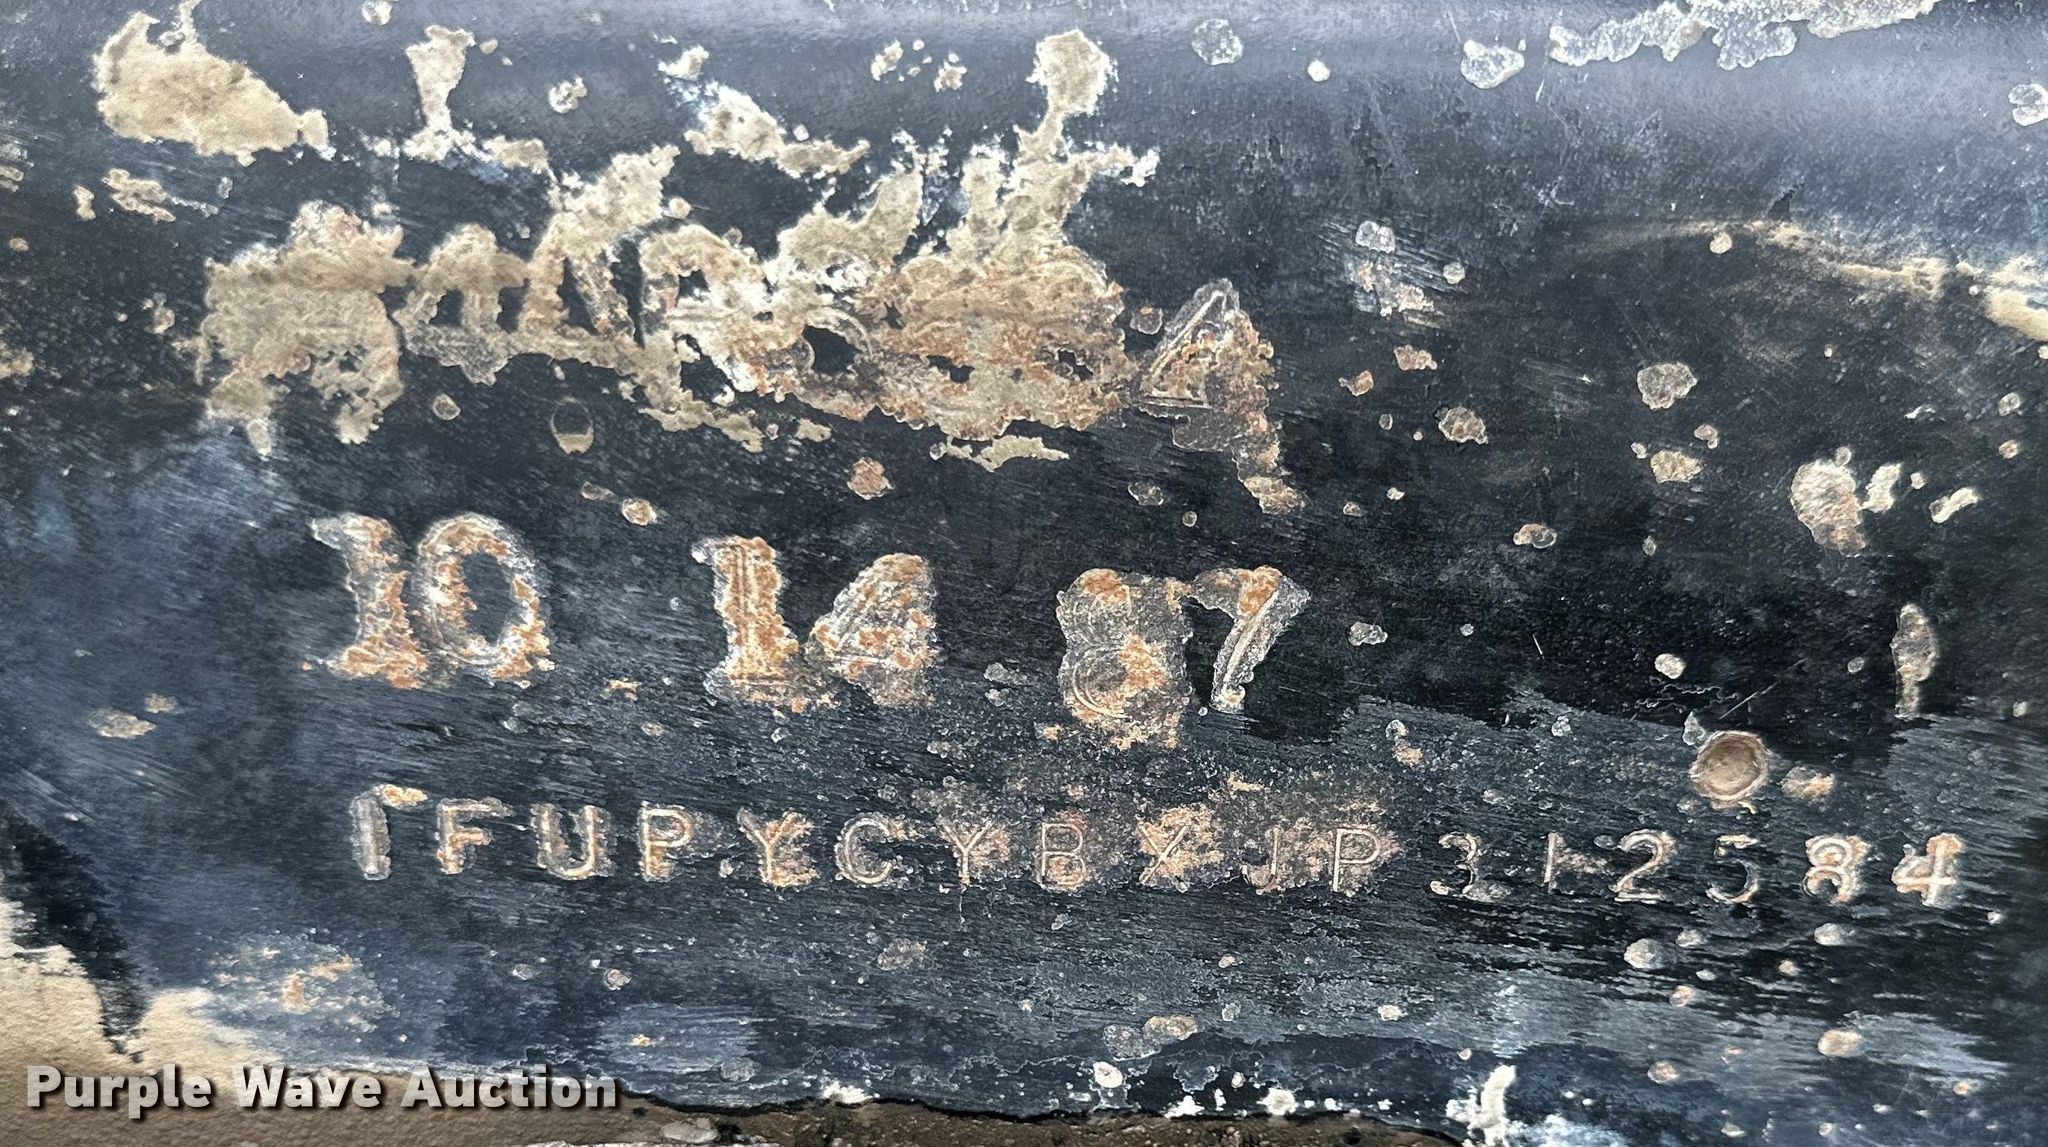 10 14 87
1FUPYCYBXJP312584
Purple Wave Auction